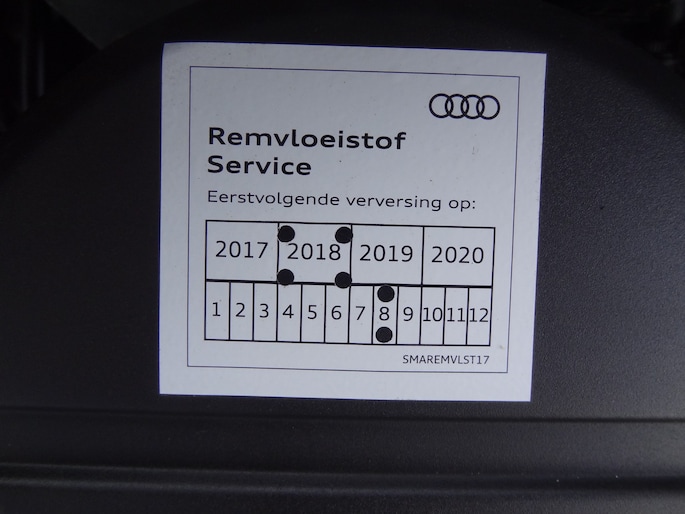 Remvloeistof
Service
Eerstvolgende verversing op:
2017 2018 2019 2020
1 2 3 4 5 6 7 8 9 10 11 12
SMAREMVLST17